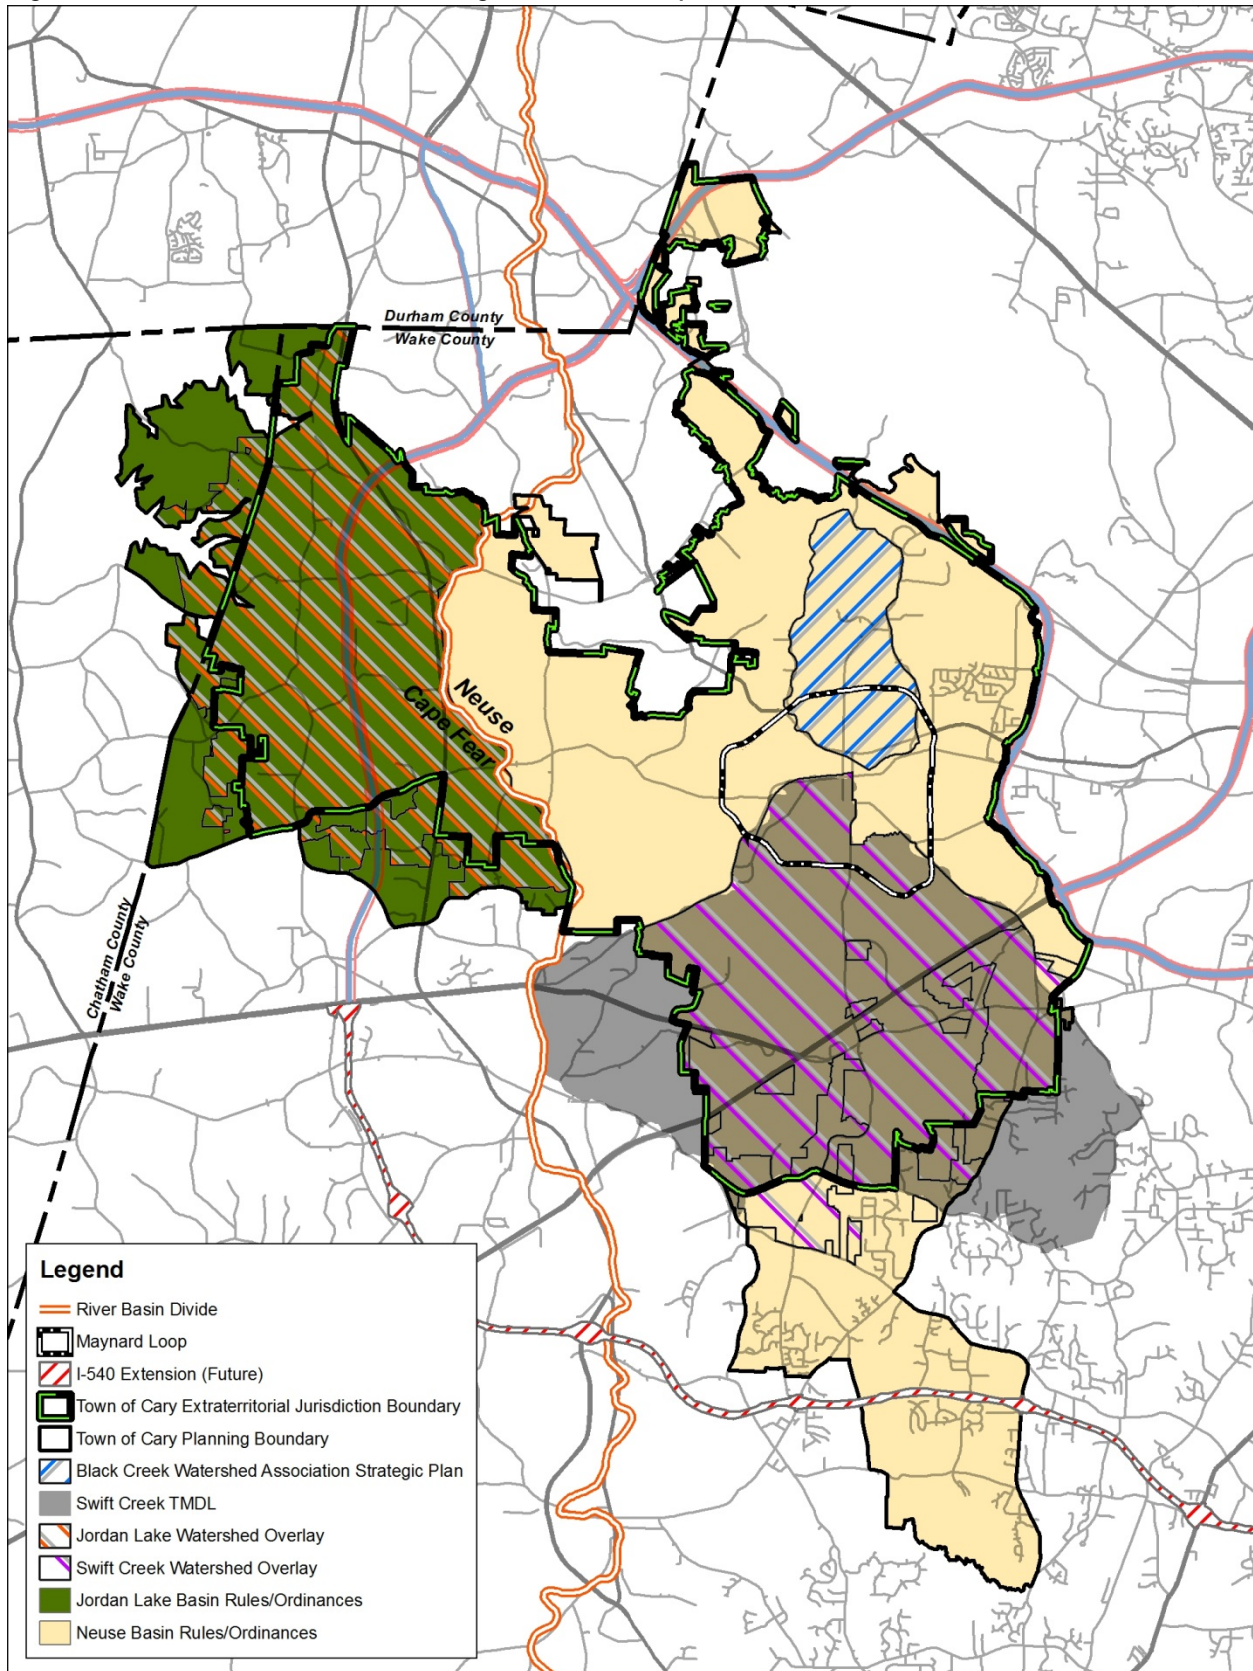 Durham County
Wake County
Neuse
Cape Fear
Chatham County
Wake County
Legend
River Basin Divide
Maynard Loop
I-540 Extension (Future)
Town of Cary Extraterritorial Jurisdiction Boundary
Town of Cary Planning Boundary
Black Creek Watershed Association Strategic Plan
Swift Creek TMDL
Jordan Lake Watershed Overlay
Swift Creek Watershed Overlay
Jordan Lake Basin Rules/Ordinances
Neuse Basin Rules/Ordinances